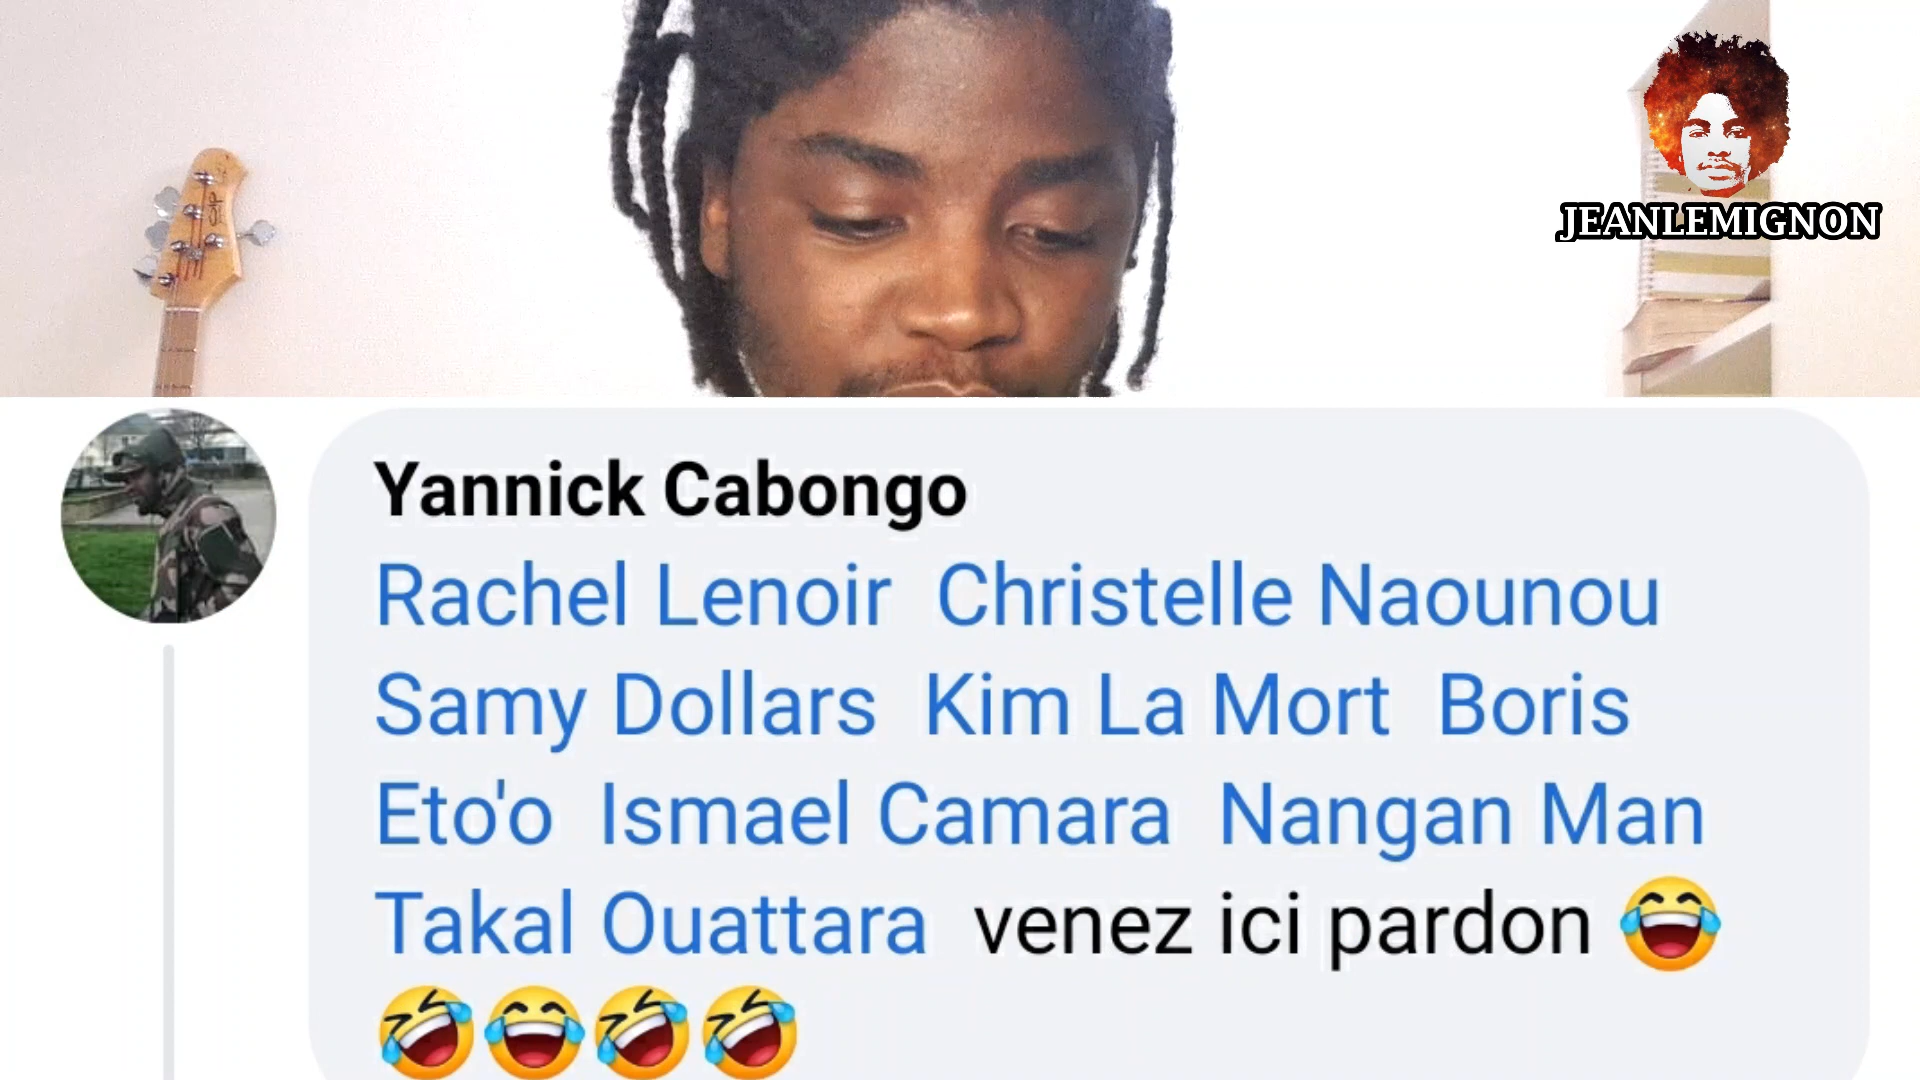 JEANLEMIGNON
Yannick Cabongo
Rachel Lenoir Christelle Naounou
Samy Dollars Kim La Mort Boris
Eto'o Ismael Camara Nangan Man
Takal Ouattara venez ici pardon 😂
🤣😂🤣🤣